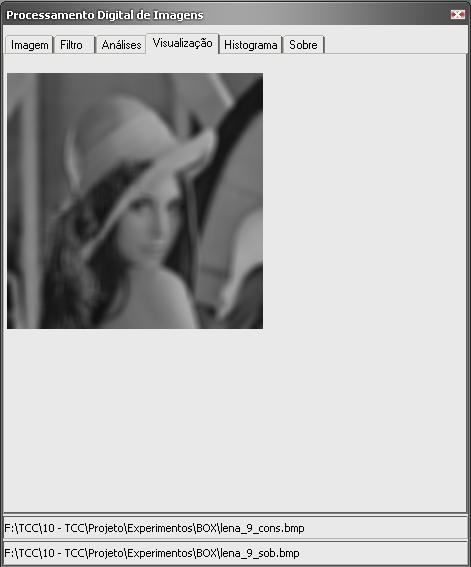 Processamento Digital de Imagens
Imagem Filtro Análises Visualização Histograma Sobre
F:\TCC\10 - TCC\Projeto\Experimentos\BOX\lena_9_cons.bmp
F:\TCC\10 - TCC\Projeto\Experimentos\BOX\lena_9_sob.bmp